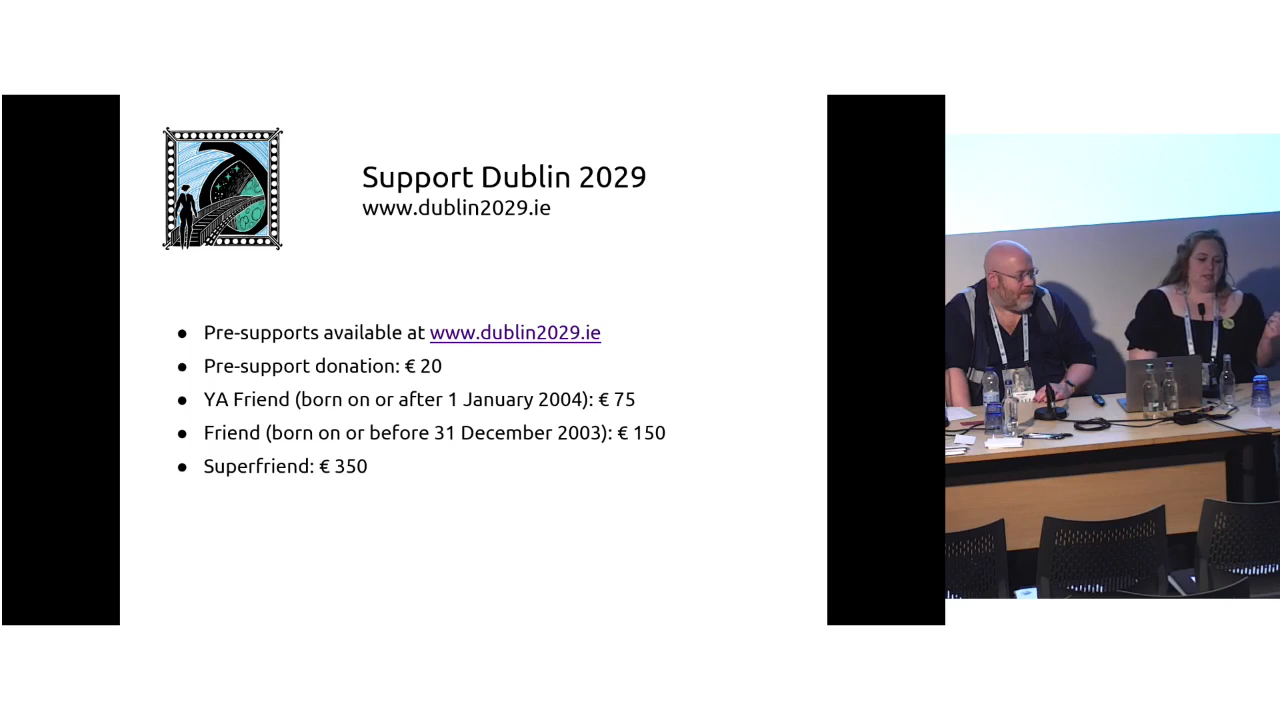 Support Dublin 2029
www.dublin2029.ie
● Pre-supports available at www.dublin2029.ie
● Pre-support donation: € 20
● YA Friend (born on or after 1 January 2004): € 75
● Friend (born on or before 31 December 2003): € 150
● Superfriend: € 350